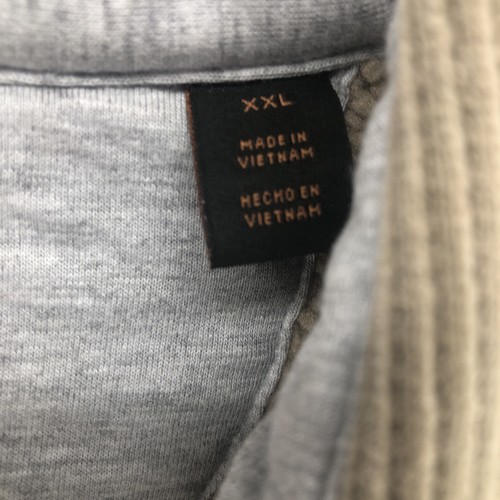 XXL
MADE IN
VIETNAM
HECHO EN
VIETNAM